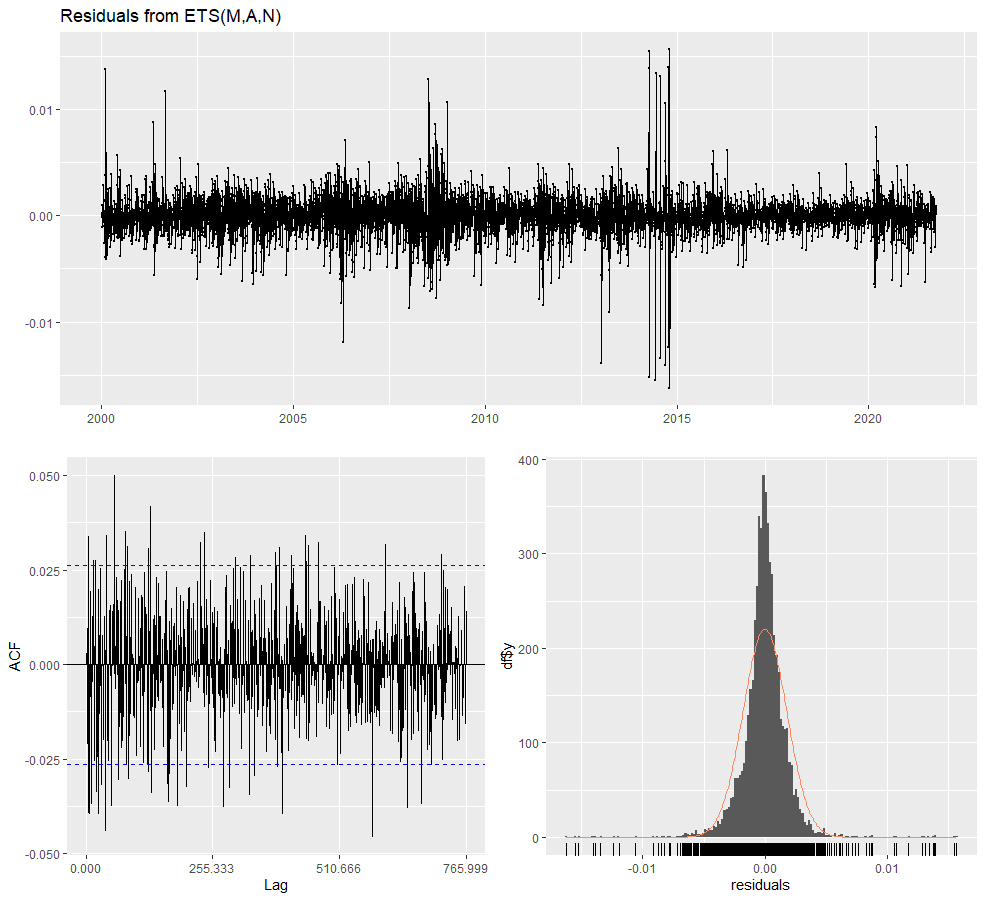 Residuals from ETS(M,A,N)
0.01
0.00
-0.01
2000 2005 2010 2015 2020
ACF
0.050
0.025
0.000
-0.025
-0.050
0.000 255.333 510.666 765.999
Lag
df$y
400
300
200
100
0
-0.01 0.00 0.01
residuals